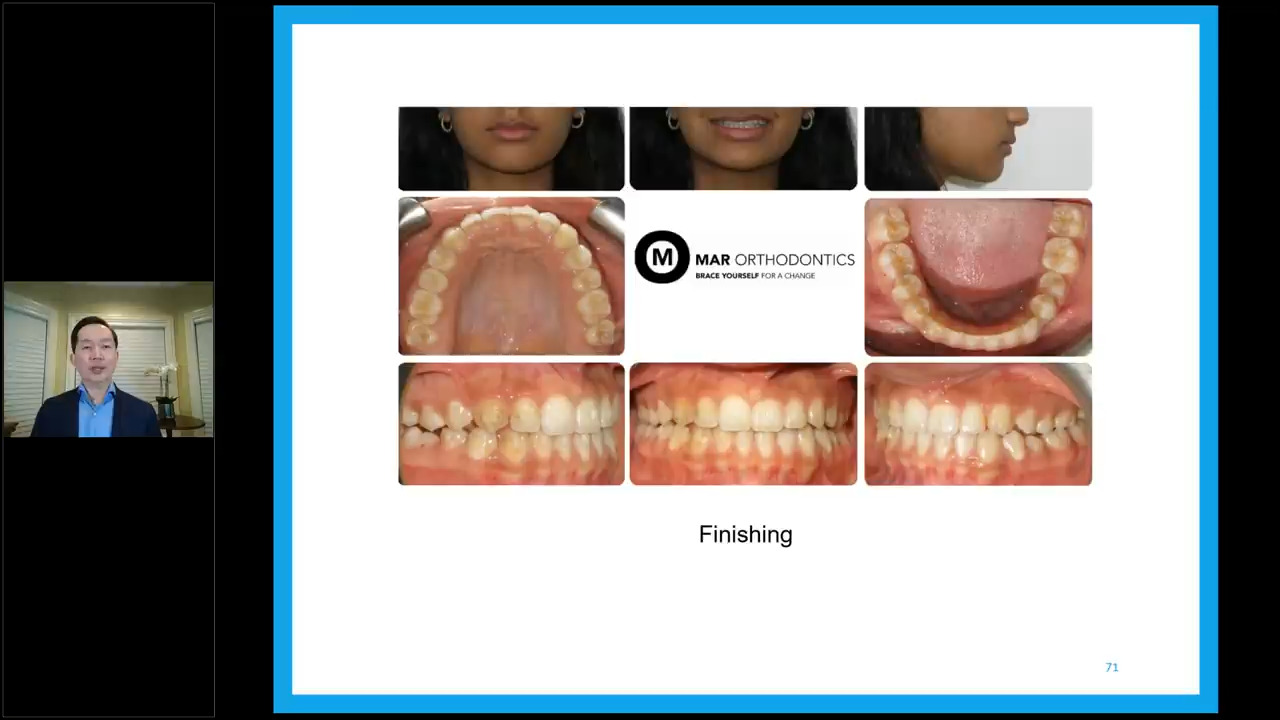 M
MAR ORTHODONTICS
BRACE YOURSELF FOR A CHANGE
Finishing
71